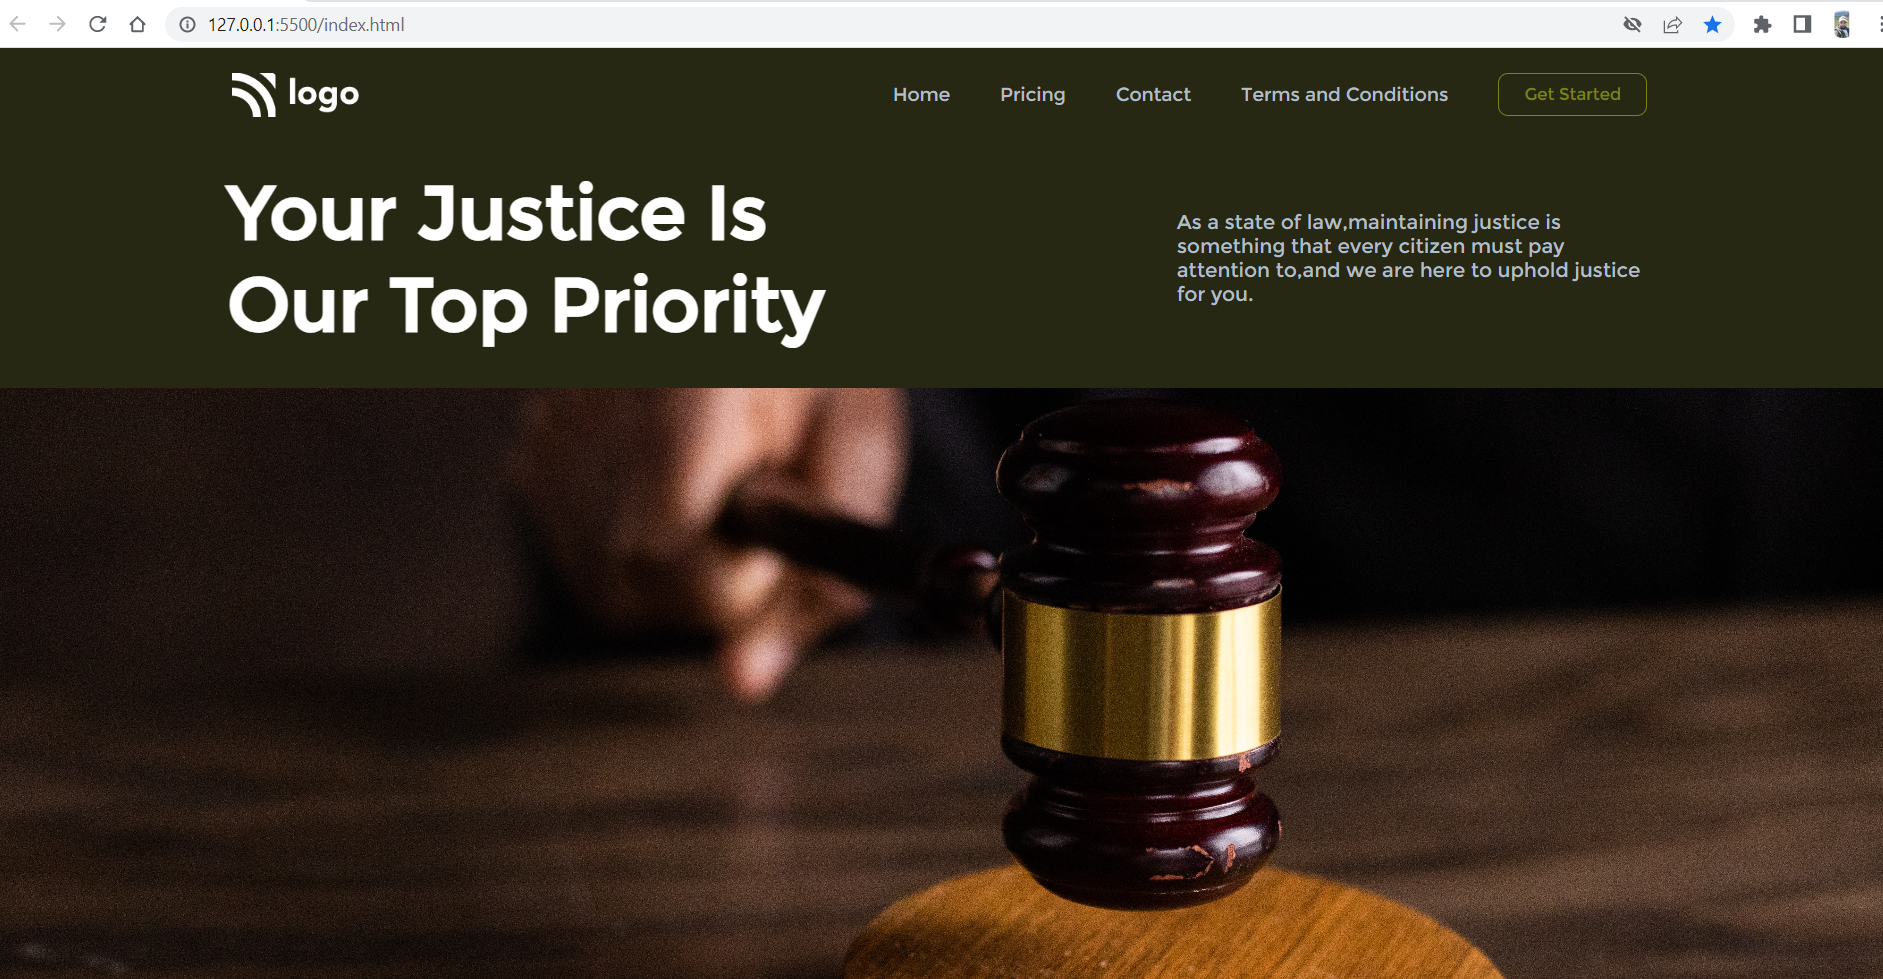 127.0.0.1:5500/index.html
logo
Home Pricing Contact Terms and Conditions Get Started
Your Justice Is
Our Top Priority
As a state of law,maintaining justice is
something that every citizen must pay
attention to,and we are here to uphold justice
for you.